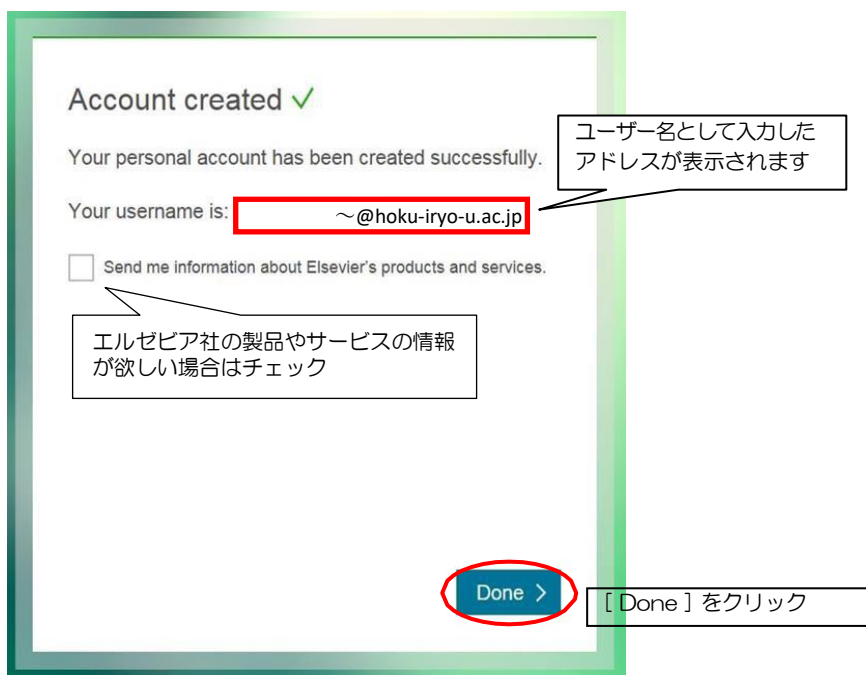 Account created
ユーザー名として入力した
アドレスが表示されます
Your personal account has been created successfully.
Your username is: ～@hoku-iryo-u.ac.jp
Send me information about Elsevier's products and services.
エルゼビア社の製品やサービスの情報
が欲しい場合はチェック
Done >
［ Done ］をクリック